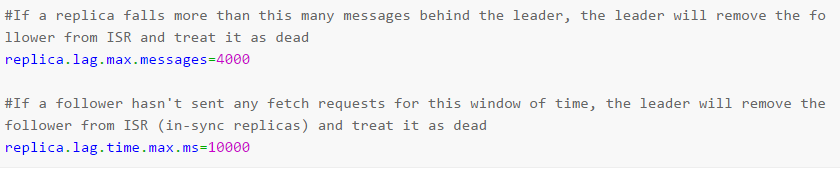 #If a replica falls more than this many messages behind the leader, the leader will remove the fo
llower from ISR and treat it as dead
replica.lag.max.messages=4000
#If a follower hasn't sent any fetch requests for this window of time, the leader will remove the
follower from ISR (in-sync replicas) and treat it as dead
replica.lag.time.max.ms=10000